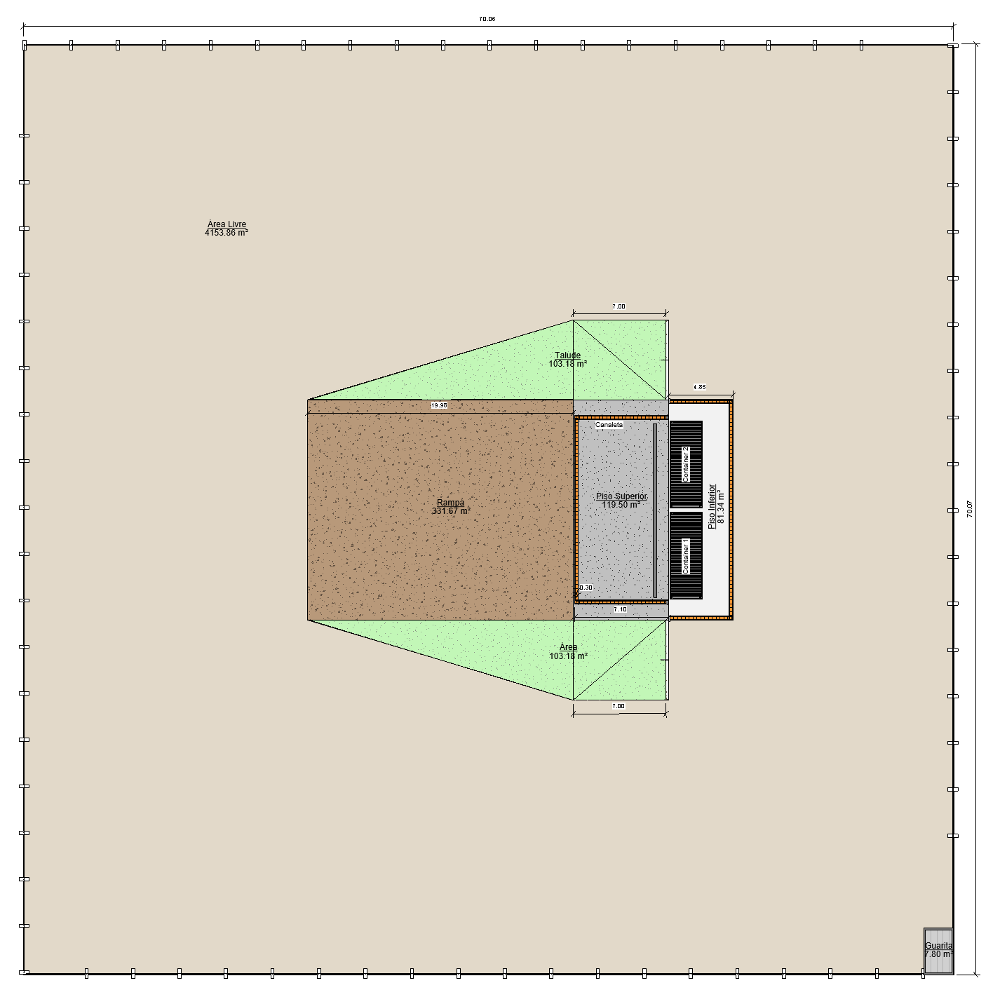 70.06
Área Livre
4153.86 m²
7.00
Talude
103.18 m²
4.85
19.98
Canaleta
Container 2
Piso Superior
119.50 m²
Piso Inferior
81.34 m²
Rampa
331.67 m²
70.07
Container 1
0.30
7.10
Área
103.18 m²
7.00
Guarita
7.80 m²